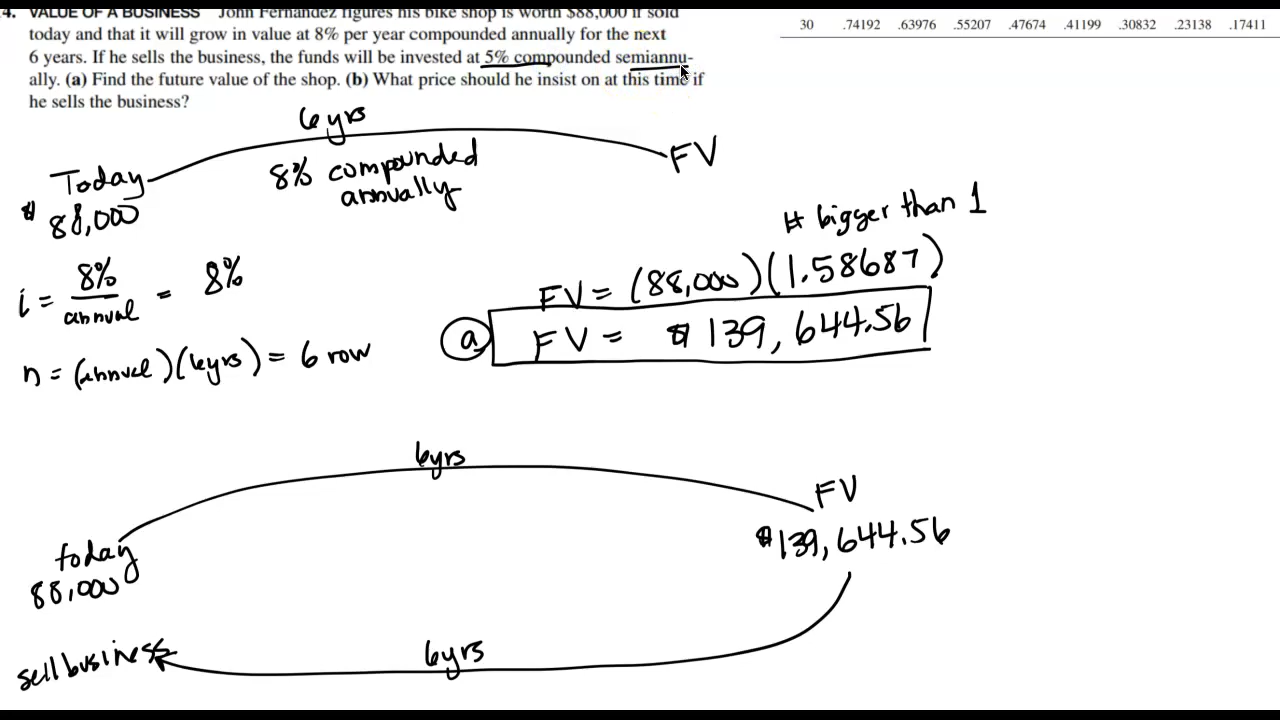 4. VALUE OF A BUSINESS John Fernandez figures his bike shop is worth $88,000 if sold
today and that it will grow in value at 8% per year compounded annually for the next
6 years. If he sells the business, the funds will be invested at 5% compounded semiannu-
ally. (a) Find the future value of the shop. (b) What price should he insist on at this time if
he sells the business?
30 .74192 .63976 .55207 .47674 .41199 .30832 .23138 .17411
6yrs
Today
8% compounded
annually
FV
$
88,000
# bigger than 1
i = 8%
annual
= 8%
FV = (88,000)(1.58687)
a
FV = $139,644.56
n = (annual)(6yrs) = 6 row
6yrs
FV
$139,644.56
today
88,000
sell business
6yrs